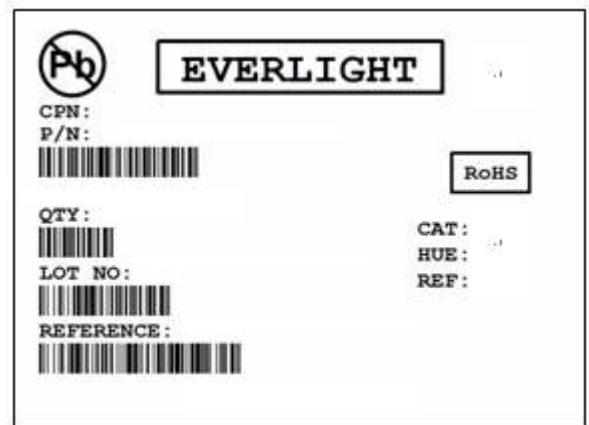 Pb
EVERLIGHT
CPN:
P/N:
RoHS
QTY:
LOT NO:
REFERENCE:
CAT:
HUE:
REF: